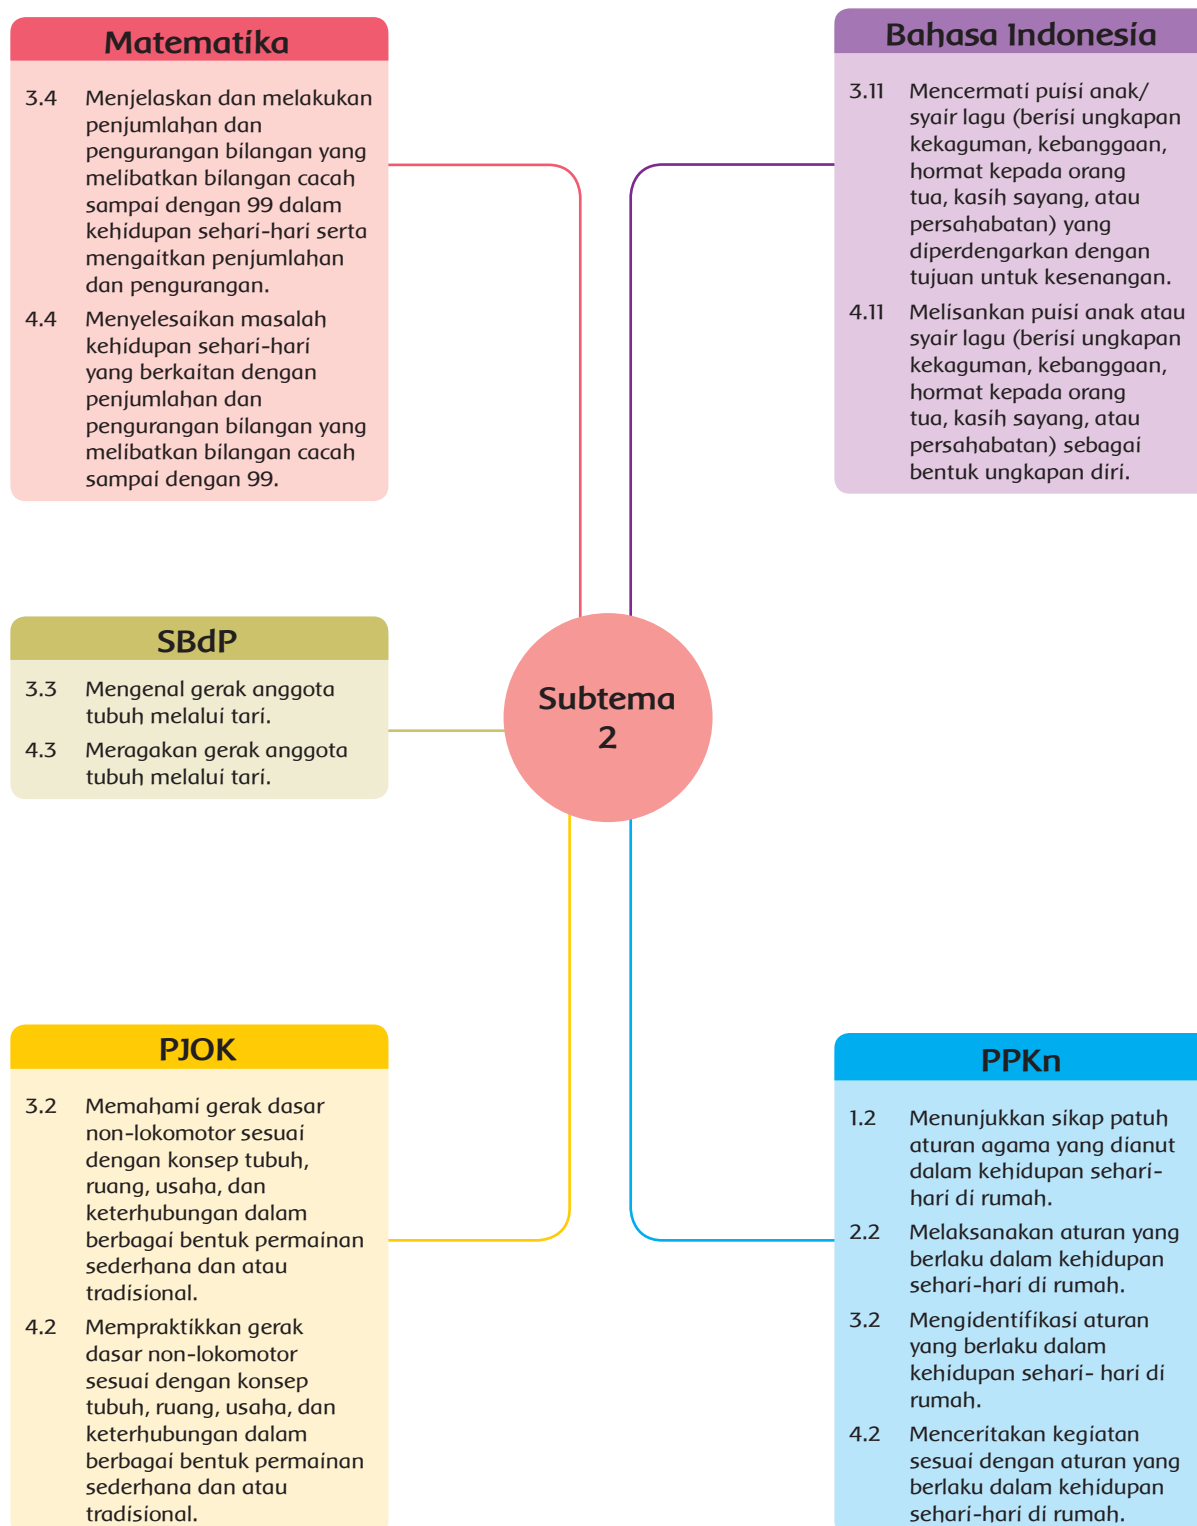 Matematika
3.4 Menjelaskan dan melakukan
penjumlahan dan
pengurangan bilangan yang
melibatkan bilangan cacah
sampai dengan 99 dalam
kehidupan sehari-hari serta
mengaitkan penjumlahan
dan pengurangan.
4.4 Menyelesaikan masalah
kehidupan sehari-hari
yang berkaitan dengan
penjumlahan dan
pengurangan bilangan yang
melibatkan bilangan cacah
sampai dengan 99.
Bahasa Indonesia
3.11 Mencermati puisi anak/
syair lagu (berisi ungkapan
kekaguman, kebanggaan,
hormat kepada orang
tua, kasih sayang, atau
persahabatan) yang
diperdengarkan dengan
tujuan untuk kesenangan.
4.11 Melisankan puisi anak atau
syair lagu (berisi ungkapan
kekaguman, kebanggaan,
hormat kepada orang
tua, kasih sayang, atau
persahabatan) sebagai
bentuk ungkapan diri.
SBdP
3.3 Mengenal gerak anggota
tubuh melalui tari.
4.3 Meragakan gerak anggota
tubuh melalui tari.
Subtema
2
PJOK
3.2 Memahami gerak dasar
non-lokomotor sesuai
dengan konsep tubuh,
ruang, usaha, dan
keterhubungan dalam
berbagai bentuk permainan
sederhana dan atau
tradisional.
4.2 Mempraktikkan gerak
dasar non-lokomotor
sesuai dengan konsep
tubuh, ruang, usaha, dan
keterhubungan dalam
berbagai bentuk permainan
sederhana dan atau
tradisional.
PPKn
1.2 Menunjukkan sikap patuh
aturan agama yang dianut
dalam kehidupan sehari-
hari di rumah.
2.2 Melaksanakan aturan yang
berlaku dalam kehidupan
sehari-hari di rumah.
3.2 Mengidentifikasi aturan
yang berlaku dalam
kehidupan sehari- hari di
rumah.
4.2 Menceritakan kegiatan
sesuai dengan aturan yang
berlaku dalam kehidupan
sehari-hari di rumah.